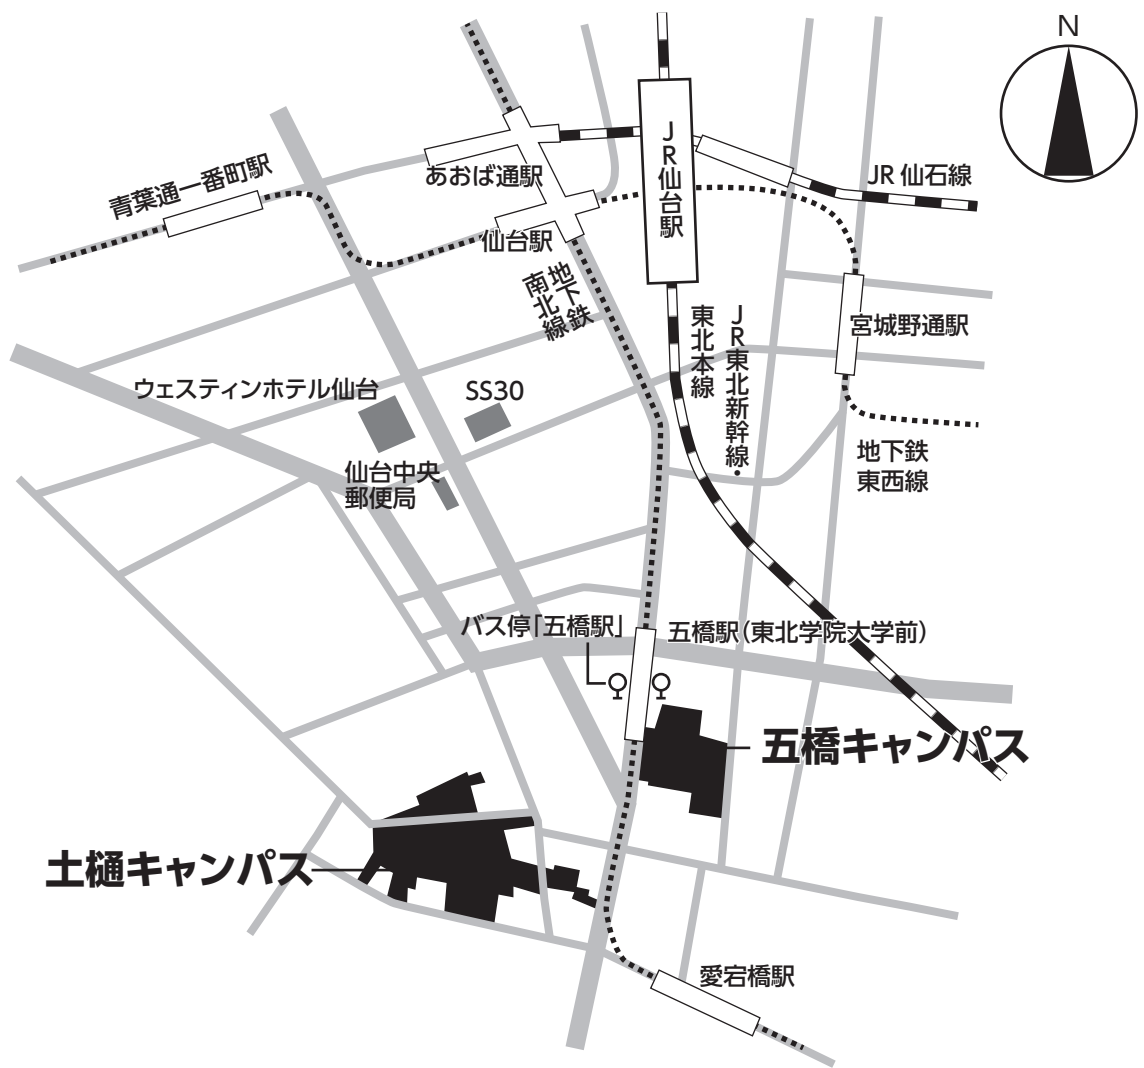 N
JR仙台駅
青葉通一番町駅
あおば通駅
JR 仙石線
仙台駅
地下鉄
南北線
宮城野通駅
JR東北新幹線・
東北本線
ウェスティンホテル仙台
SS30
地下鉄
東西線
仙台中央
郵便局
バス停「五橋駅」
五橋駅（東北学院大学前）
五橋キャンパス
土樋キャンパス
愛宕橋駅